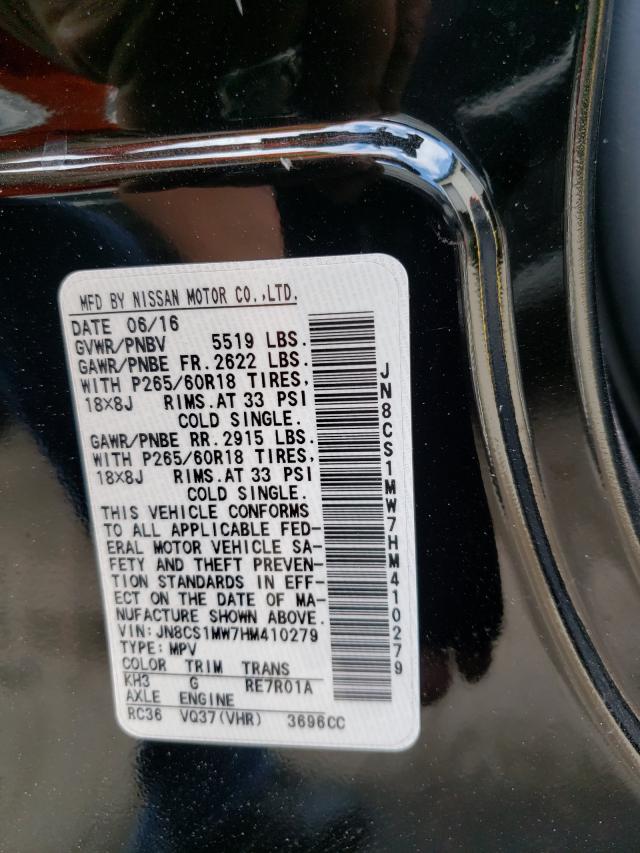 MFD BY NISSAN MOTOR CO.,LTD.
DATE 06/16
GVWR/PNBV 5519 LBS.
GAWR/PNBE FR. 2622 LBS.
WITH P265/60R18 TIRES,
18×8J RIMS.AT 33 PSI
COLD SINGLE.
GAWR/PNBE RR. 2915 LBS.
WITH P265/60R18 TIRES,
18×8J RIMS.AT 33 PSI
COLD SINGLE.
THIS VEHICLE CONFORMS
TO ALL APPLICABLE FED-
ERAL MOTOR VEHICLE SA-
FETY AND THEFT PREVEN-
TION STANDARDS IN EFF-
ECT ON THE DATE OF MA-
NUFACTURE SHOWN ABOVE.
VIN:JN8CS1MW7HM410279
TYPE:MPV
COLOR TRIM TRANS
KH3 G RE7R01A
AXLE ENGINE
RC36 VQ37(VHR) 3696CC
JN8CS1MW7HM410279